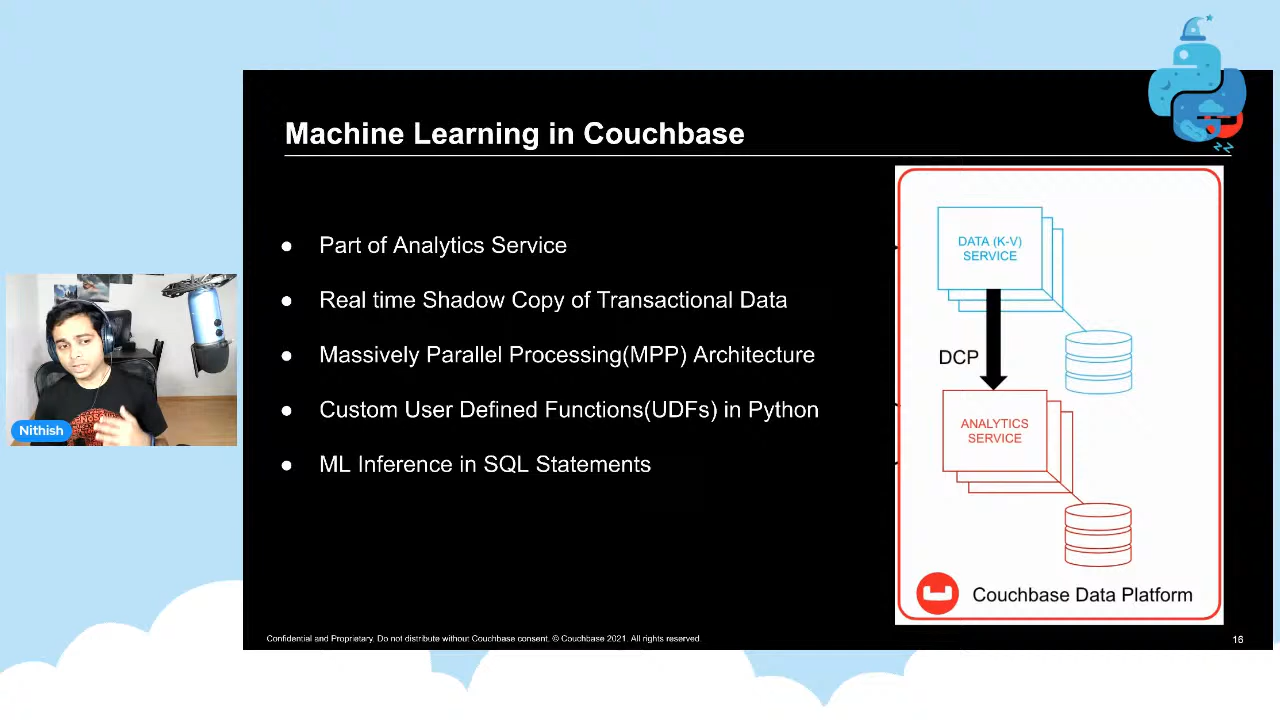 Machine Learning in Couchbase
Part of Analytics Service
Real time Shadow Copy of Transactional Data
Massively Parallel Processing(MPP) Architecture
Custom User Defined Functions(UDFs) in Python
ML Inference in SQL Statements
DATA (K-V)
SERVICE
DCP
ANALYTICS
SERVICE
Couchbase Data Platform
Nithish
Confidential and Proprietary. Do not distribute without Couchbase consent. © Couchbase 2021. All rights reserved.
16
zz